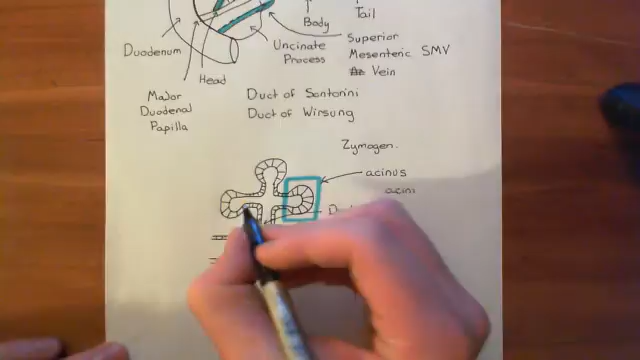 Body
Tail
Duodenum
Uncinate
Process
Superior
Mesenteric SMV
Vein
Head
Major
Duodenal
Papilla
Duct of Santorini
Duct of Wirsung
Zymogen.
acinus
acini